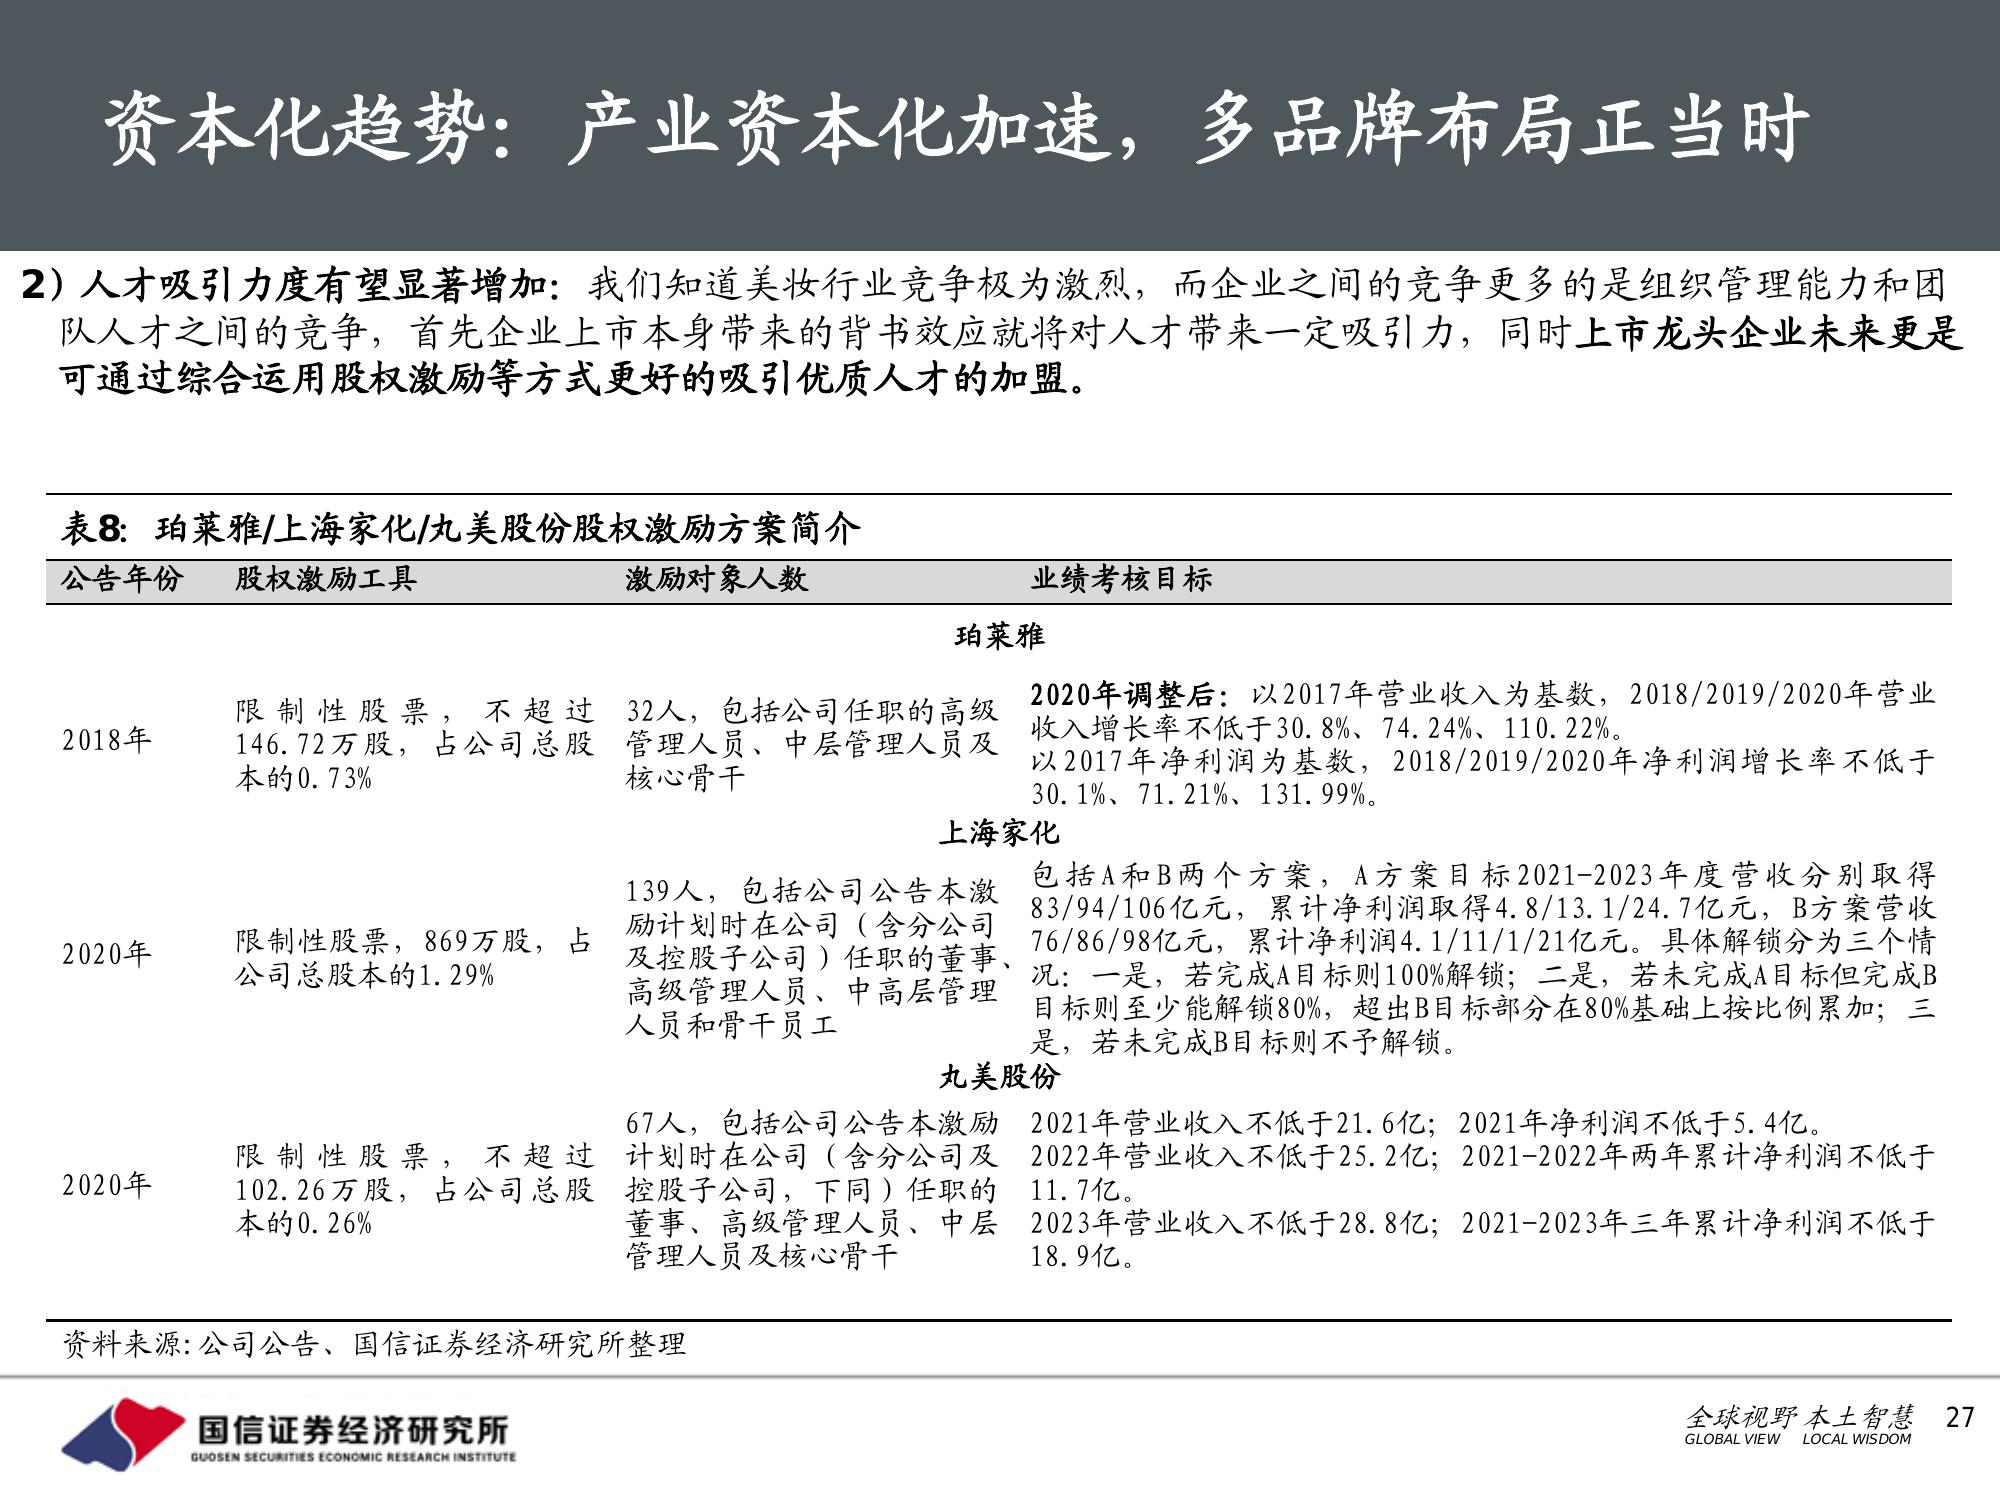 资本化趋势：产业资本化加速，多品牌布局正当时
2）人才吸引力度有望显著增加：我们知道美妆行业竞争极为激烈，而企业之间的竞争更多的是组织管理能力和团
队人才之间的竞争，首先企业上市本身带来的背书效应就将对人才带来一定吸引力，同时上市龙头企业未来更是
可通过综合运用股权激励等方式更好的吸引优质人才的加盟。
表8：珀莱雅/上海家化/丸美股份股权激励方案简介
公告年份 股权激励工具 激励对象人数 业绩考核目标
珀莱雅
2018年
限制性股票，不超过
146.72万股，占公司总股
本的0.73%
32人，包括公司任职的高级
管理人员、中层管理人员及
核心骨干
2020年调整后：以2017年营业收入为基数，2018/2019/2020年营业
收入增长率不低于30.8%、74.24%、110.22%。
以2017年净利润为基数，2018/2019/2020年净利润增长率不低于
30.1%、71.21%、131.99%。
上海家化
2020年
限制性股票，869万股，占
公司总股本的1.29%
139人，包括公司公告本激
励计划时在公司（含分公司
及控股子公司）任职的董事、
高级管理人员、中高层管理
人员和骨干员工
包括A和B两个方案，A方案目标2021-2023年度营收分别取得
83/94/106亿元，累计净利润取得4.8/13.1/24.7亿元，B方案营收
76/86/98亿元，累计净利润4.1/11/1/21亿元。具体解锁分为三个情
况：一是，若完成A目标则100%解锁；二是，若未完成A目标但完成B
目标则至少能解锁80%，超出B目标部分在80%基础上按比例累加；三
是，若未完成B目标则不予解锁。
丸美股份
2020年
限制性股票，不超过
102.26万股，占公司总股
本的0.26%
67人，包括公司公告本激励
计划时在公司（含分公司及
控股子公司，下同）任职的
董事、高级管理人员、中层
管理人员及核心骨干
2021年营业收入不低于21.6亿；2021年净利润不低于5.4亿。
2022年营业收入不低于25.2亿；2021-2022年两年累计净利润不低于
11.7亿。
2023年营业收入不低于28.8亿；2021-2023年三年累计净利润不低于
18.9亿。
资料来源:公司公告、国信证券经济研究所整理
国信证券经济研究所
GUOSEN SECURITIES ECONOMIC RESEARCH INSTITUTE
全球视野 本土智慧
GLOBAL VIEW LOCAL WISDOM
27